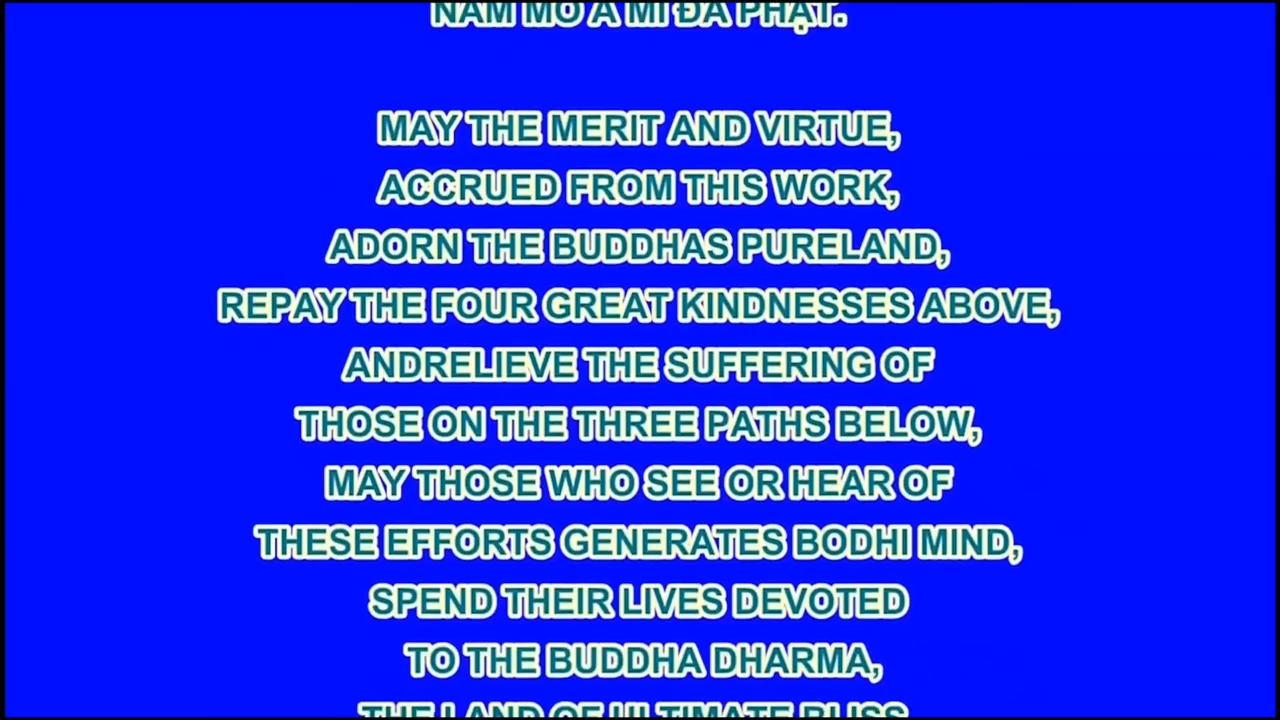 NAM MÔ A MI ĐÀ PHẬT.
MAY THE MERIT AND VIRTUE,
ACCRUED FROM THIS WORK,
ADORN THE BUDDHAS PURELAND,
REPAY THE FOUR GREAT KINDNESSES ABOVE,
ANDRELIEVE THE SUFFERING OF
THOSE ON THE THREE PATHS BELOW,
MAY THOSE WHO SEE OR HEAR OF
THESE EFFORTS GENERATES BODHI MIND,
SPEND THEIR LIVES DEVOTED
TO THE BUDDHA DHARMA,
THE LAND OF ULTIMATE BLISS